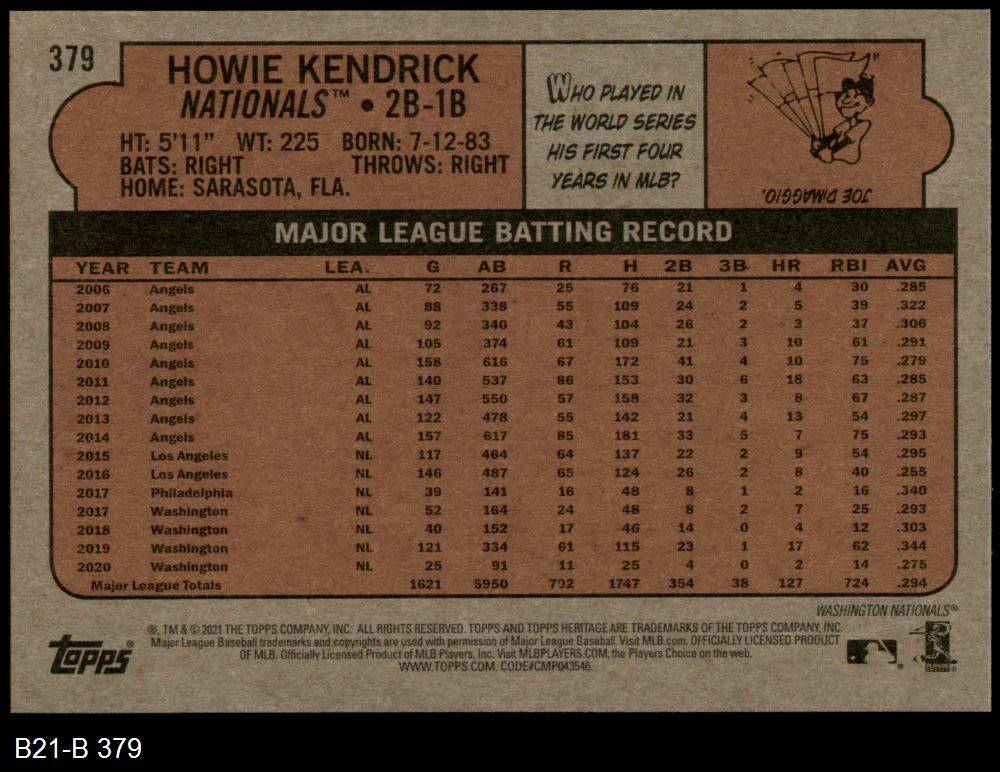 379
HOWIE KENDRICK
NATIONALS™ • 2B-1B
HT: 5'11" WT: 225 BORN: 7-12-83
BATS: RIGHT THROWS: RIGHT
HOME: SARASOTA, FLA.
WHO PLAYED IN
THE WORLD SERIES
HIS FIRST FOUR
YEARS IN MLB?
JOE DIMAGGIO.
MAJOR LEAGUE BATTING RECORD
YEAR TEAM LEA. G AB R H 2B 3B HR RBI AVG
2006 Angels AL 72 267 25 76 21 1 4 30 .285
2007 Angels AL 88 338 55 109 24 2 5 39 .322
2008 Angels AL 92 340 43 104 26 2 3 37 .306
2009 Angels AL 105 374 61 109 21 3 10 61 .291
2010 Angels AL 158 616 67 172 41 4 10 75 .279
2011 Angels AL 140 537 86 153 30 6 18 63 .285
2012 Angels AL 147 550 57 158 32 3 8 67 .287
2013 Angels AL 122 478 55 142 21 4 13 54 .297
2014 Angels AL 157 617 85 181 33 5 7 75 .293
2015 Los Angeles NL 117 464 64 137 22 2 9 54 .295
2016 Los Angeles NL 146 487 65 124 26 2 8 40 .255
2017 Philadelphia NL 39 141 16 48 8 1 2 16 .340
2017 Washington NL 52 164 24 48 8 2 7 25 .293
2018 Washington NL 40 152 17 46 14 0 4 12 .303
2019 Washington NL 121 334 61 115 23 1 17 62 .344
2020 Washington NL 25 91 11 25 4 0 2 14 .275
Major League Totals 1621 5950 792 1747 354 38 127 724 .294
WASHINGTON NATIONALS®
®, TM & © 2021 THE TOPPS COMPANY, INC. ALL RIGHTS RESERVED. TOPPS AND TOPPS HERITAGE ARE TRADEMARKS OF THE TOPPS COMPANY, INC.
Major League Baseball trademarks and copyrights are used with permission of Major League Baseball. Visit MLB.com. OFFICIALLY LICENSED PRODUCT
OF MLB. Officially Licensed Product of MLB Players, Inc. Visit MLBPLAYERS.COM, the Players Choice on the web.
WWW.TOPPS.COM. CODE#CMP043546.
TOPPS®
B21-B 379